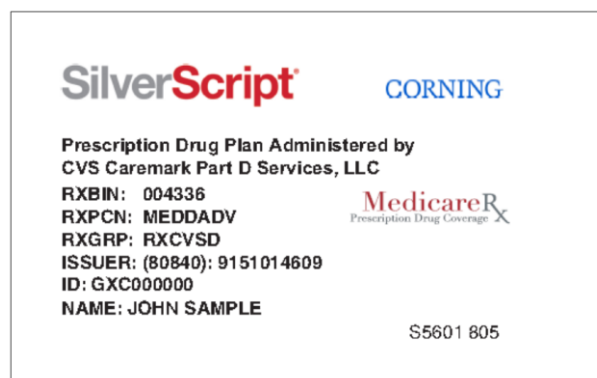 SilverScript
CORNING
Prescription Drug Plan Administered by
CVS Caremark Part D Services, LLC
RXBIN: 004336
RXPCN: MEDDADV
MedicareRx
Prescription Drug Coverage
RXGRP: RXCVSD
ISSUER: (80840): 9151014609
ID: GXC000000
NAME: JOHN SAMPLE
S5601 805